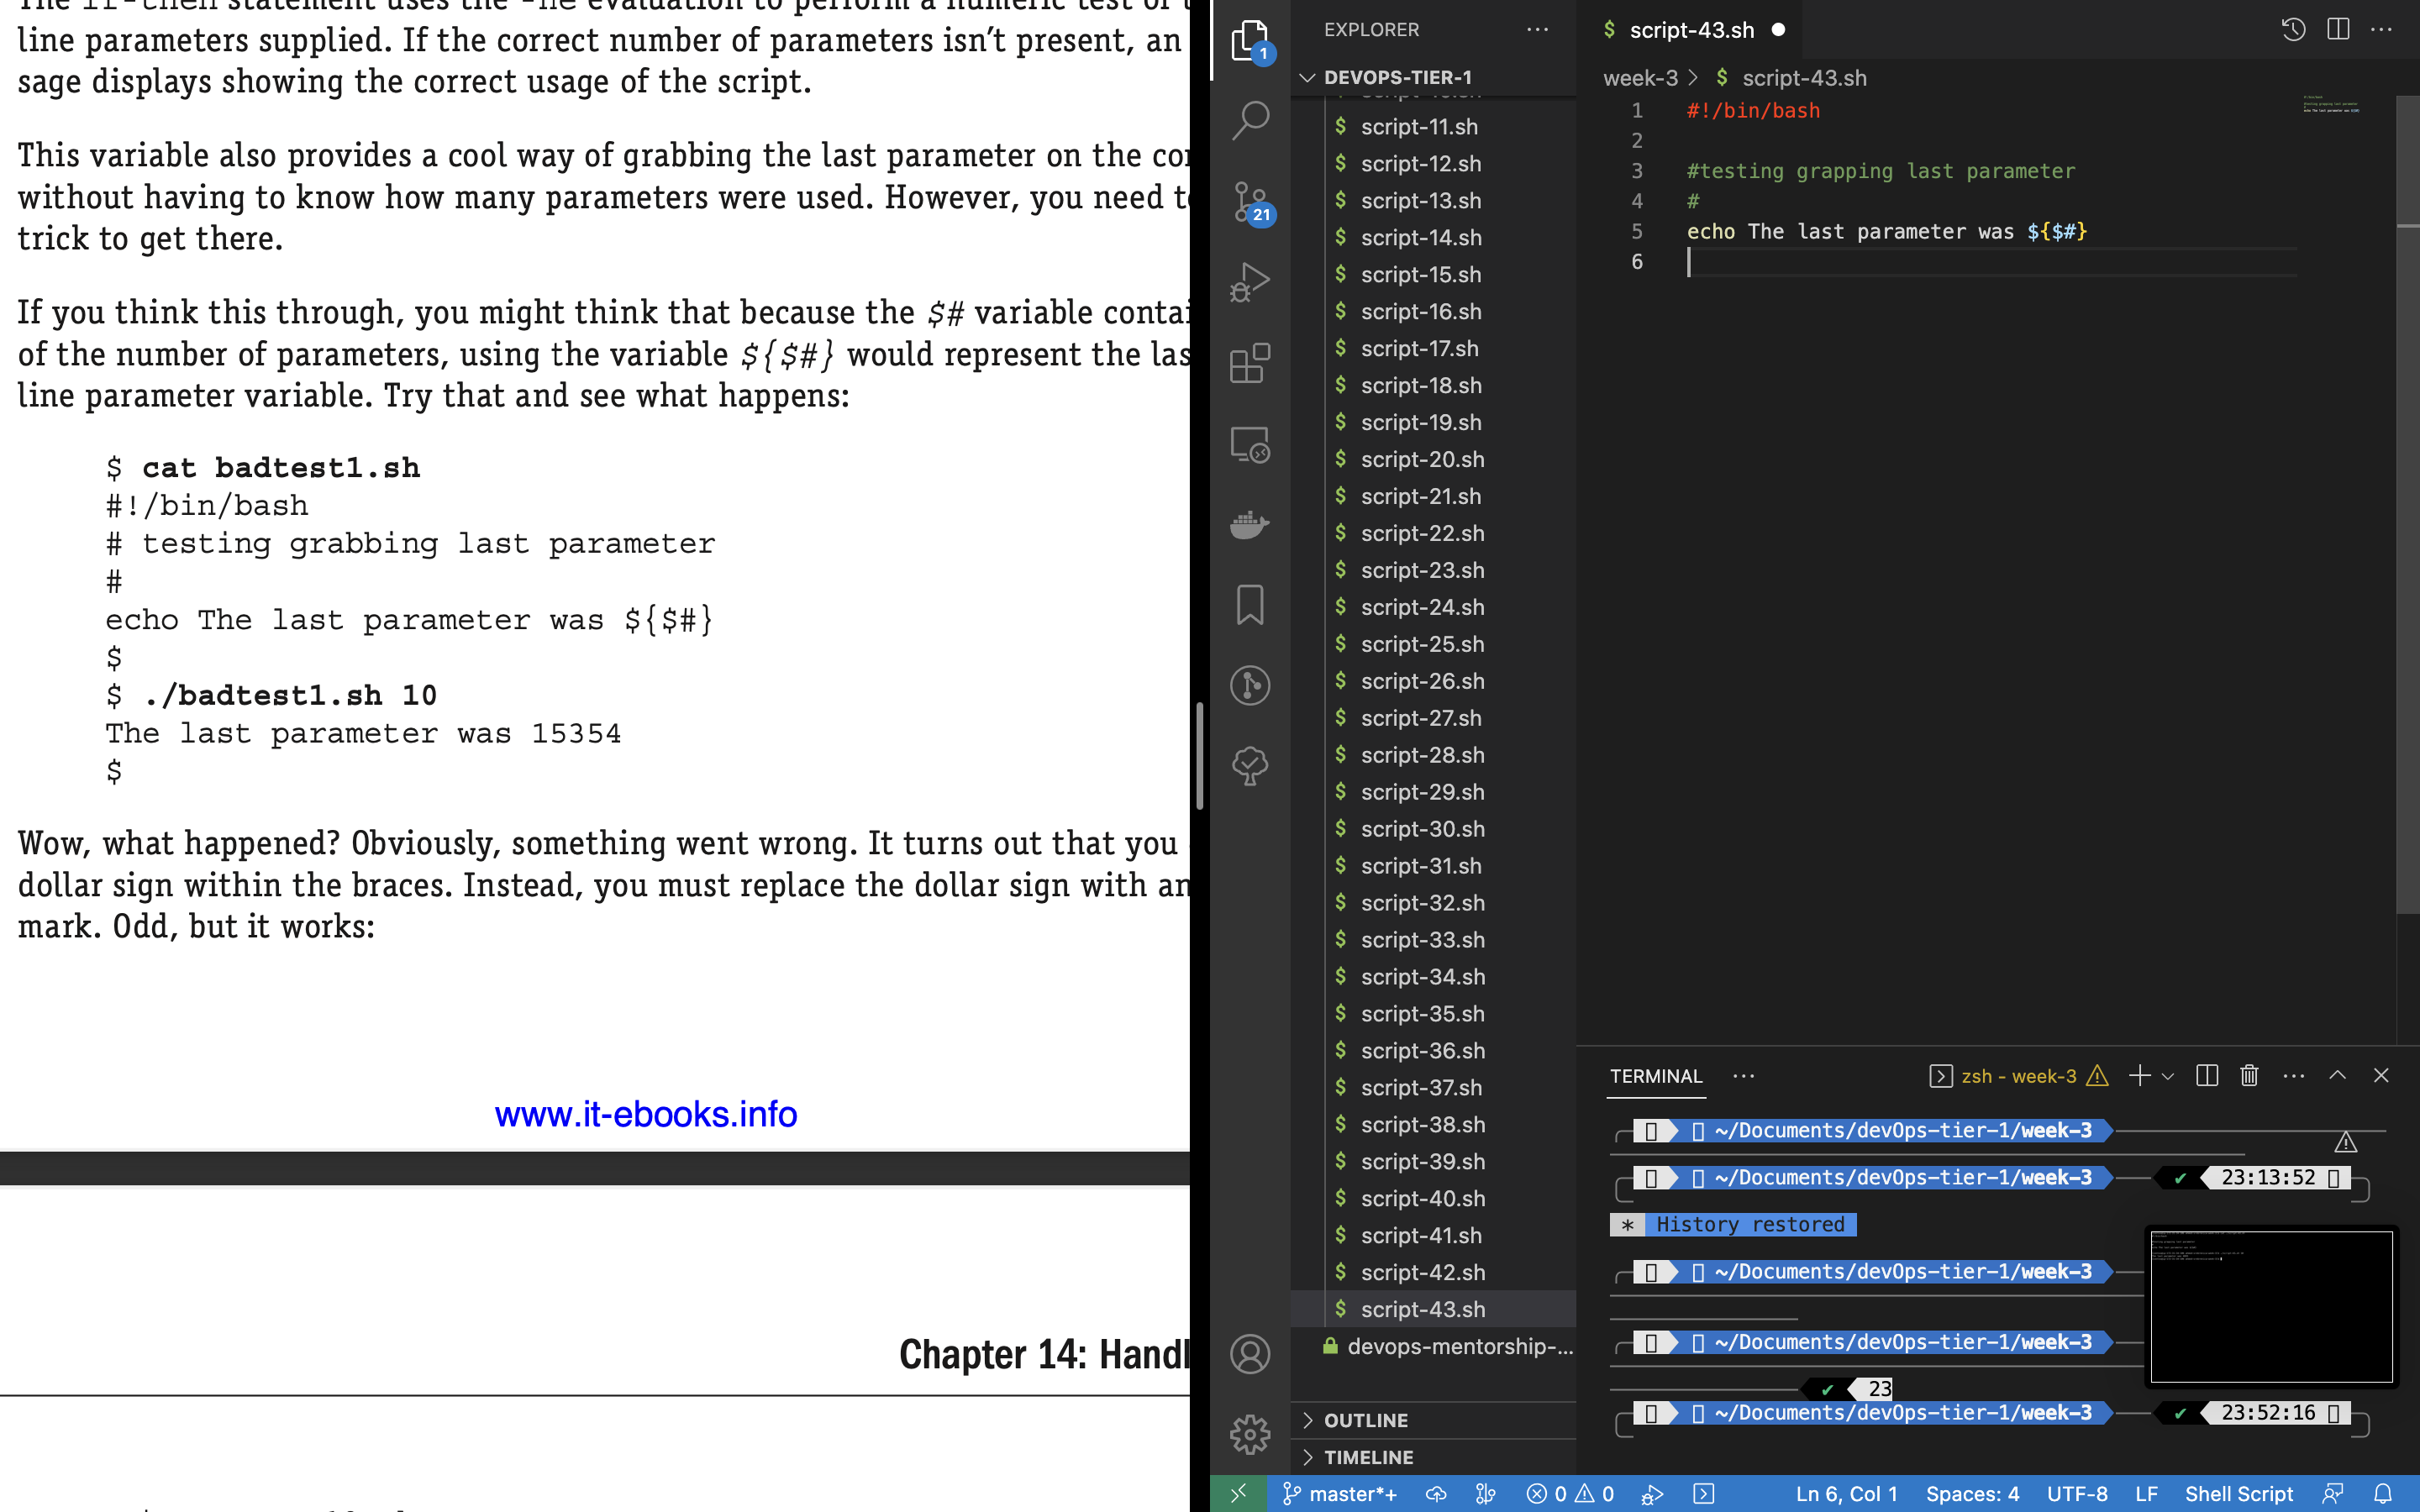 line parameters supplied. If the correct number of parameters isn’t present, an
sage displays showing the correct usage of the script.
This variable also provides a cool way of grabbing the last parameter on the
without having to know how many parameters were used. However, you need
trick to get there.
If you think this through, you might think that because the $# variable
of the number of parameters, using the variable ${$#} would represent the
line parameter variable. Try that and see what happens:
$ cat badtest1.sh
#!/bin/bash
# testing grabbing last parameter
#
echo The last parameter was ${$#}
$
$ ./badtest1.sh 10
The last parameter was 15354
$
Wow, what happened? Obviously, something went wrong. It turns out that you
dollar sign within the braces. Instead, you must replace the dollar sign with
mark. Odd, but it works:
www.it-ebooks.info
Chapter 14:
1
21
EXPLORER
DEVOPS-TIER-1
$ script-11.sh
$ script-12.sh
$ script-13.sh
$ script-14.sh
$ script-15.sh
$ script-16.sh
$ script-17.sh
$ script-18.sh
$ script-19.sh
$ script-20.sh
$ script-21.sh
$ script-22.sh
$ script-23.sh
$ script-24.sh
$ script-25.sh
$ script-26.sh
$ script-27.sh
$ script-28.sh
$ script-29.sh
$ script-30.sh
$ script-31.sh
$ script-32.sh
$ script-33.sh
$ script-34.sh
$ script-35.sh
$ script-36.sh
$ script-37.sh
$ script-38.sh
$ script-39.sh
$ script-40.sh
$ script-41.sh
$ script-42.sh
$ script-43.sh
devops-mentorship-...
OUTLINE
TIMELINE
$ script-43.sh
week-3 > $ script-43.sh
1 #!/bin/bash
2
3 #testing grapping last parameter
4 #
5 echo The last parameter was ${$#}
6
TERMINAL
zsh - week-3
~/Documents/devOps-tier-1/week-3
~/Documents/devOps-tier-1/week-3 ✔ 23:13:52
* History restored
~/Documents/devOps-tier-1/week-3
~/Documents/devOps-tier-1/week-3
✔ 23
~/Documents/devOps-tier-1/week-3 ✔ 23:52:16
master*+ 0 0 Ln 6, Col 1 Spaces: 4 UTF-8 LF Shell Script